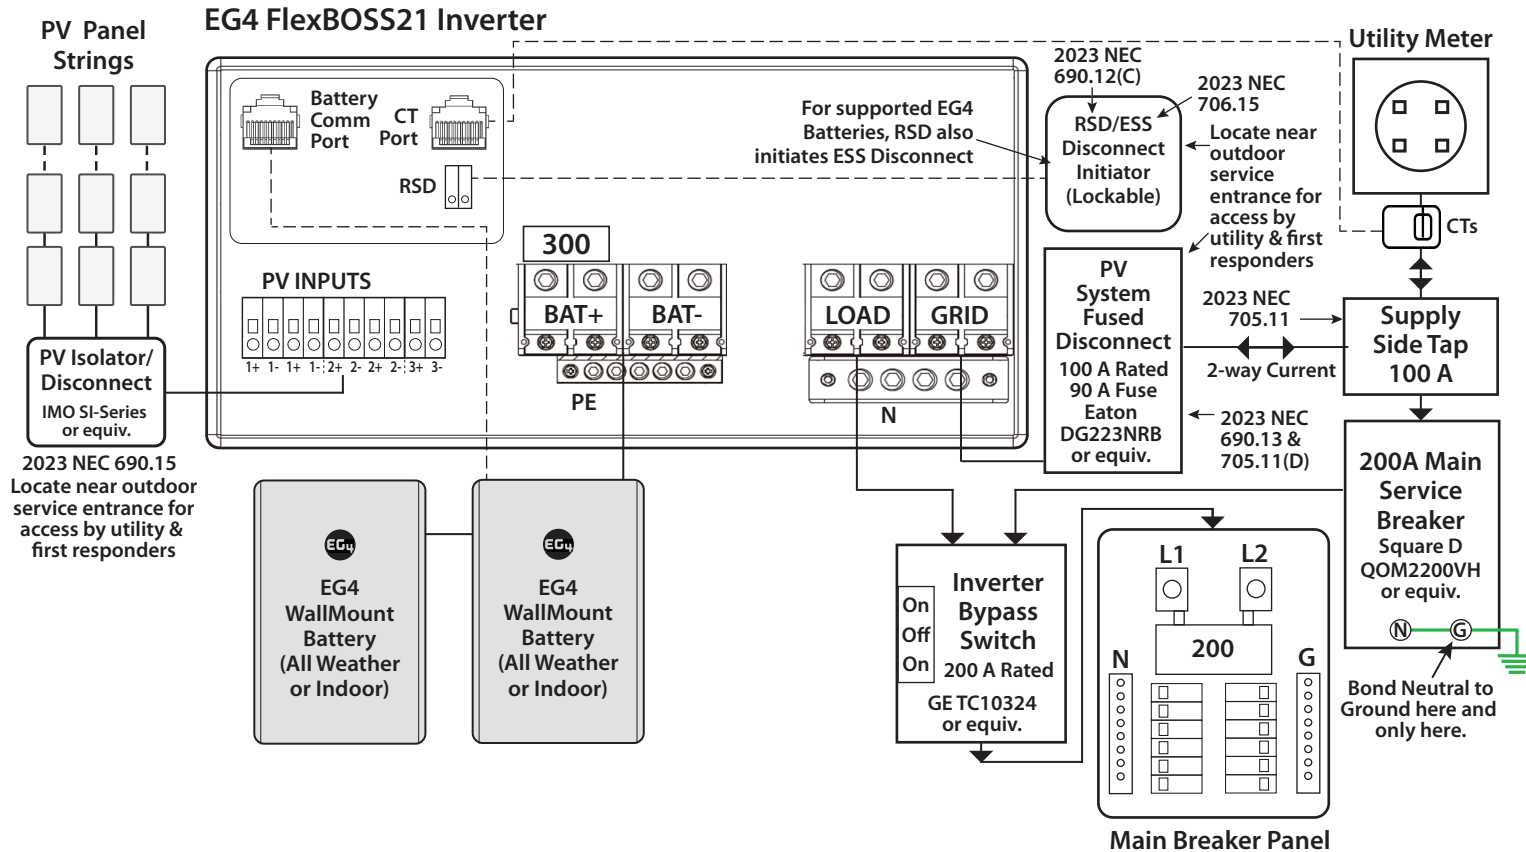 EG4 FlexBOSS21 Inverter
PV Panel
Strings
Battery
Comm
Port
CT
Port
RSD
For supported EG4
Batteries, RSD also
initiates ESS Disconnect
2023 NEC
690.12(C)
2023 NEC
706.15
RSD/ESS
Disconnect
Initiator
(Lockable)
Locate near
outdoor
service
entrance for
access by
utility & first
responders
Utility Meter
CTs
300
BAT+
BAT-
PE
LOAD
GRID
N
PV INPUTS
1+ 1- 1+ 1- 2+ 2- 2+ 2- 3+ 3-
PV Isolator/
Disconnect
IMO SI-Series
or equiv.
2023 NEC 690.15
Locate near outdoor
service entrance for
access by utility &
first responders
PV
System
Fused
Disconnect
100 A Rated
90 A Fuse
Eaton
DG223NRB
or equiv.
2023 NEC
705.11
2-way Current
2023 NEC
690.13 &
705.11(D)
Supply
Side Tap
100 A
200A Main
Service
Breaker
Square D
QOM2200VH
or equiv.
N
G
Bond Neutral to
Ground here and
only here.
EG4
EG4
WallMount
Battery
(All Weather
or Indoor)
EG4
EG4
WallMount
Battery
(All Weather
or Indoor)
On
Off
On
Inverter
Bypass
Switch
200 A Rated
GE TC10324
or equiv.
L1
L2
200
N
G
Main Breaker Panel